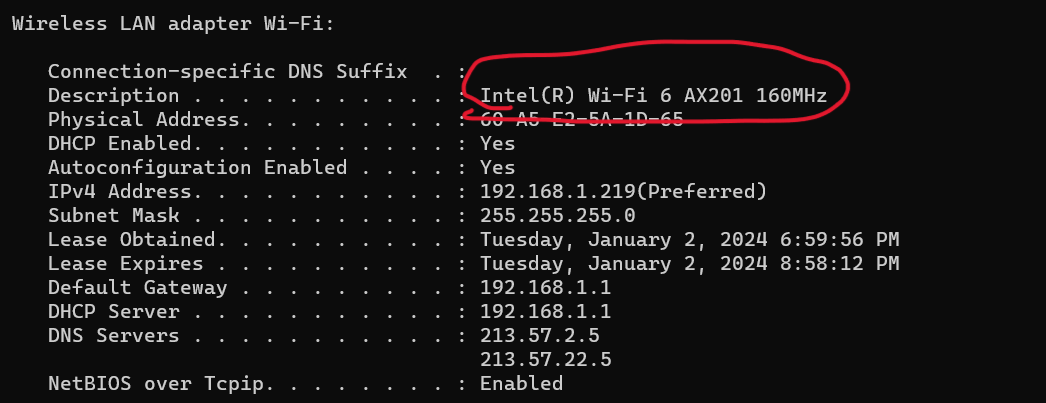 Wireless LAN adapter Wi-Fi:
Connection-specific DNS Suffix . :
Description . . . . . . . . . . . : Intel(R) Wi-Fi 6 AX201 160MHz
Physical Address. . . . . . . . . : 60-A5-E2-5A-1D-65
DHCP Enabled. . . . . . . . . . . : Yes
Autoconfiguration Enabled . . . . : Yes
IPv4 Address. . . . . . . . . . . : 192.168.1.219(Preferred)
Subnet Mask . . . . . . . . . . . : 255.255.255.0
Lease Obtained. . . . . . . . . . : Tuesday, January 2, 2024 6:59:56 PM
Lease Expires . . . . . . . . . . : Tuesday, January 2, 2024 8:58:12 PM
Default Gateway . . . . . . . . . : 192.168.1.1
DHCP Server . . . . . . . . . . . : 192.168.1.1
DNS Servers . . . . . . . . . . . : 213.57.2.5
213.57.22.5
NetBIOS over Tcpip. . . . . . . . : Enabled